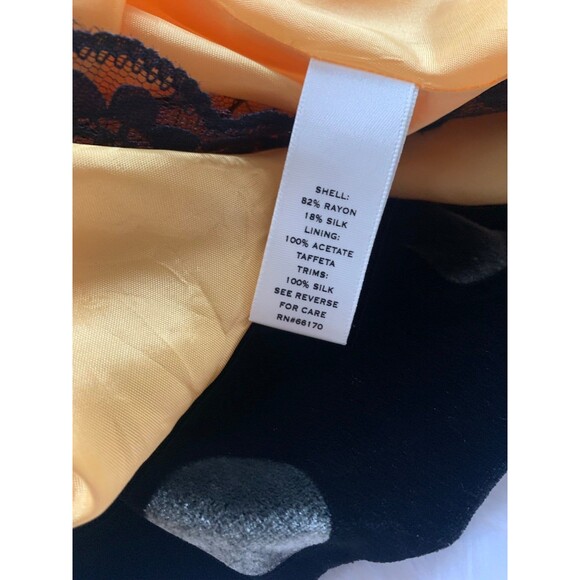 SHELL:
82% RAYON
18% SILK
LINING:
100% ACETATE
TAFFETA
TRIMS:
100% SILK
SEE REVERSE
FOR CARE
RN#66170